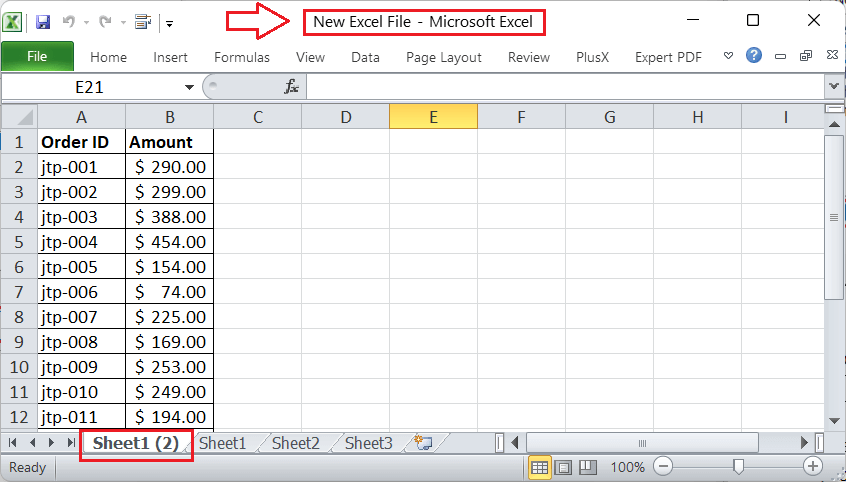 New Excel File - Microsoft Excel
File Home Insert Formulas View Data Page Layout Review PlusX Expert PDF
E21 fx
A B C D E F G H I
1 Order ID Amount
2 jtp-001 $ 290.00
3 jtp-002 $ 299.00
4 jtp-003 $ 388.00
5 jtp-004 $ 454.00
6 jtp-005 $ 154.00
7 jtp-006 $ 74.00
8 jtp-007 $ 225.00
9 jtp-008 $ 169.00
10 jtp-009 $ 253.00
11 jtp-010 $ 249.00
12 jtp-011 $ 194.00
Sheet1 (2) Sheet1 Sheet2 Sheet3
Ready 100%